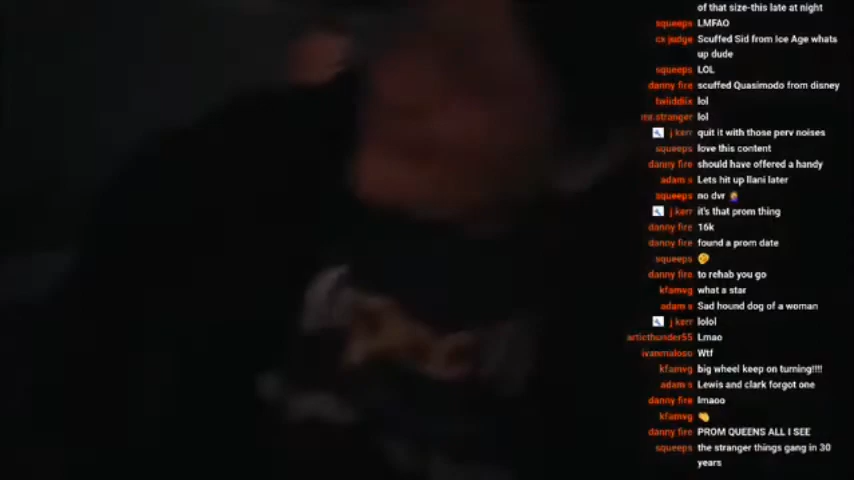 of that size-this late at night
squeeps LMFAO
cx judge Scuffed Sid from Ice Age whats
up dude
squeeps LOL
danny fire scuffed Quasimodo from disney
twiiddlix lol
mr.stranger lol
j kerr quit it with those perv noises
squeeps love this content
danny fire should have offered a handy
adam s Lets hit up Ilani later
squeeps no dvr 🤦‍♀️
j kerr it's that prom thing
danny fire 16k
danny fire found a prom date
squeeps 🤣
danny fire to rehab you go
kfamvg what a star
adam s Sad hound dog of a woman
j kerr lolol
articthunder55 Lmao
ivanmaloso Wtf
kfamvg big wheel keep on turning!!!!
adam s Lewis and clark forgot one
danny fire lmaoo
kfamvg 👏
danny fire PROM QUEENS ALL I SEE
squeeps the stranger things gang in 30
years